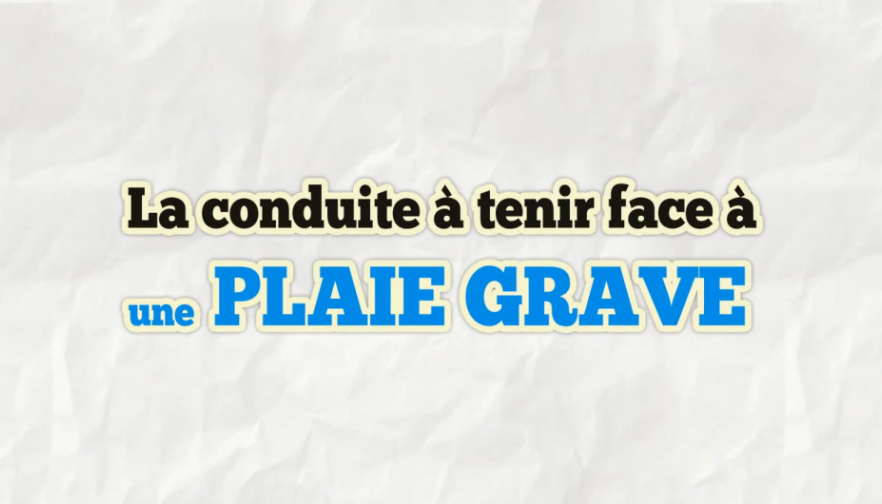 La conduite à tenir face à
une PLAIE GRAVE